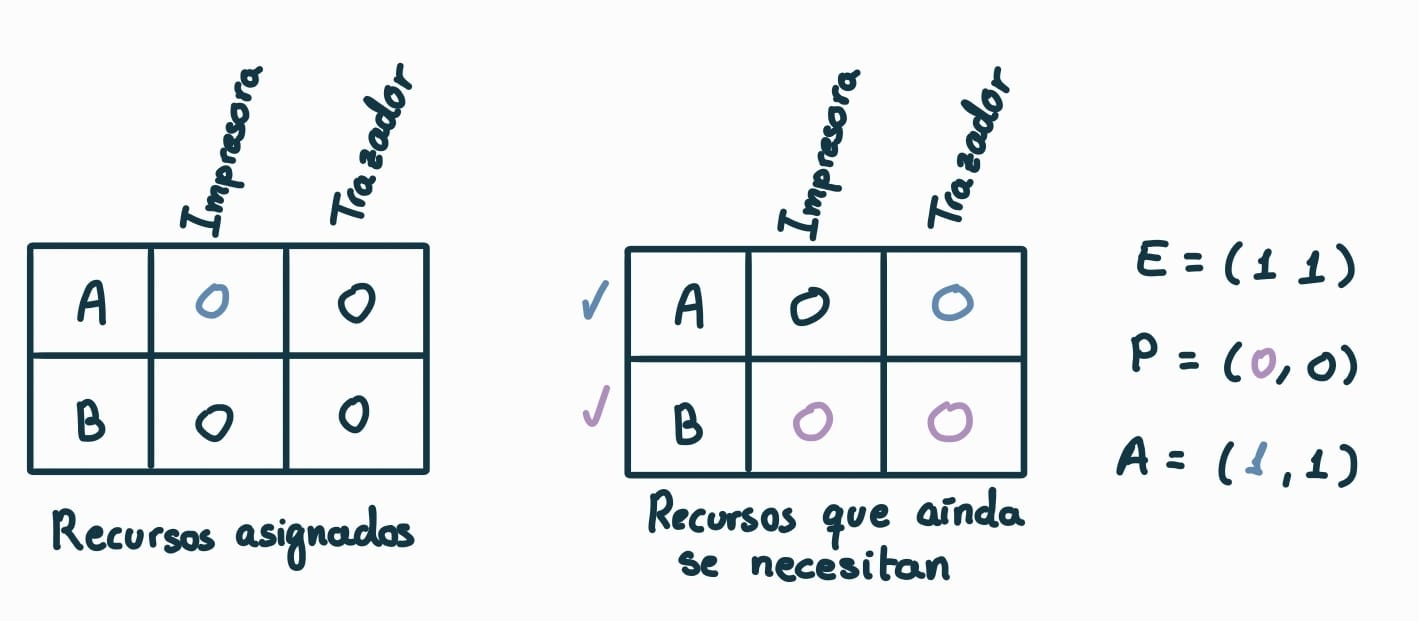 Impresora Trazador
A 0 0
B 0 0
Recursos asignados
Impresora Trazador
✓ A 0 0
✓ B 0 0
Recursos que aínda
se necesitan
E = (1 1)
P = (0, 0)
A = (1, 1)